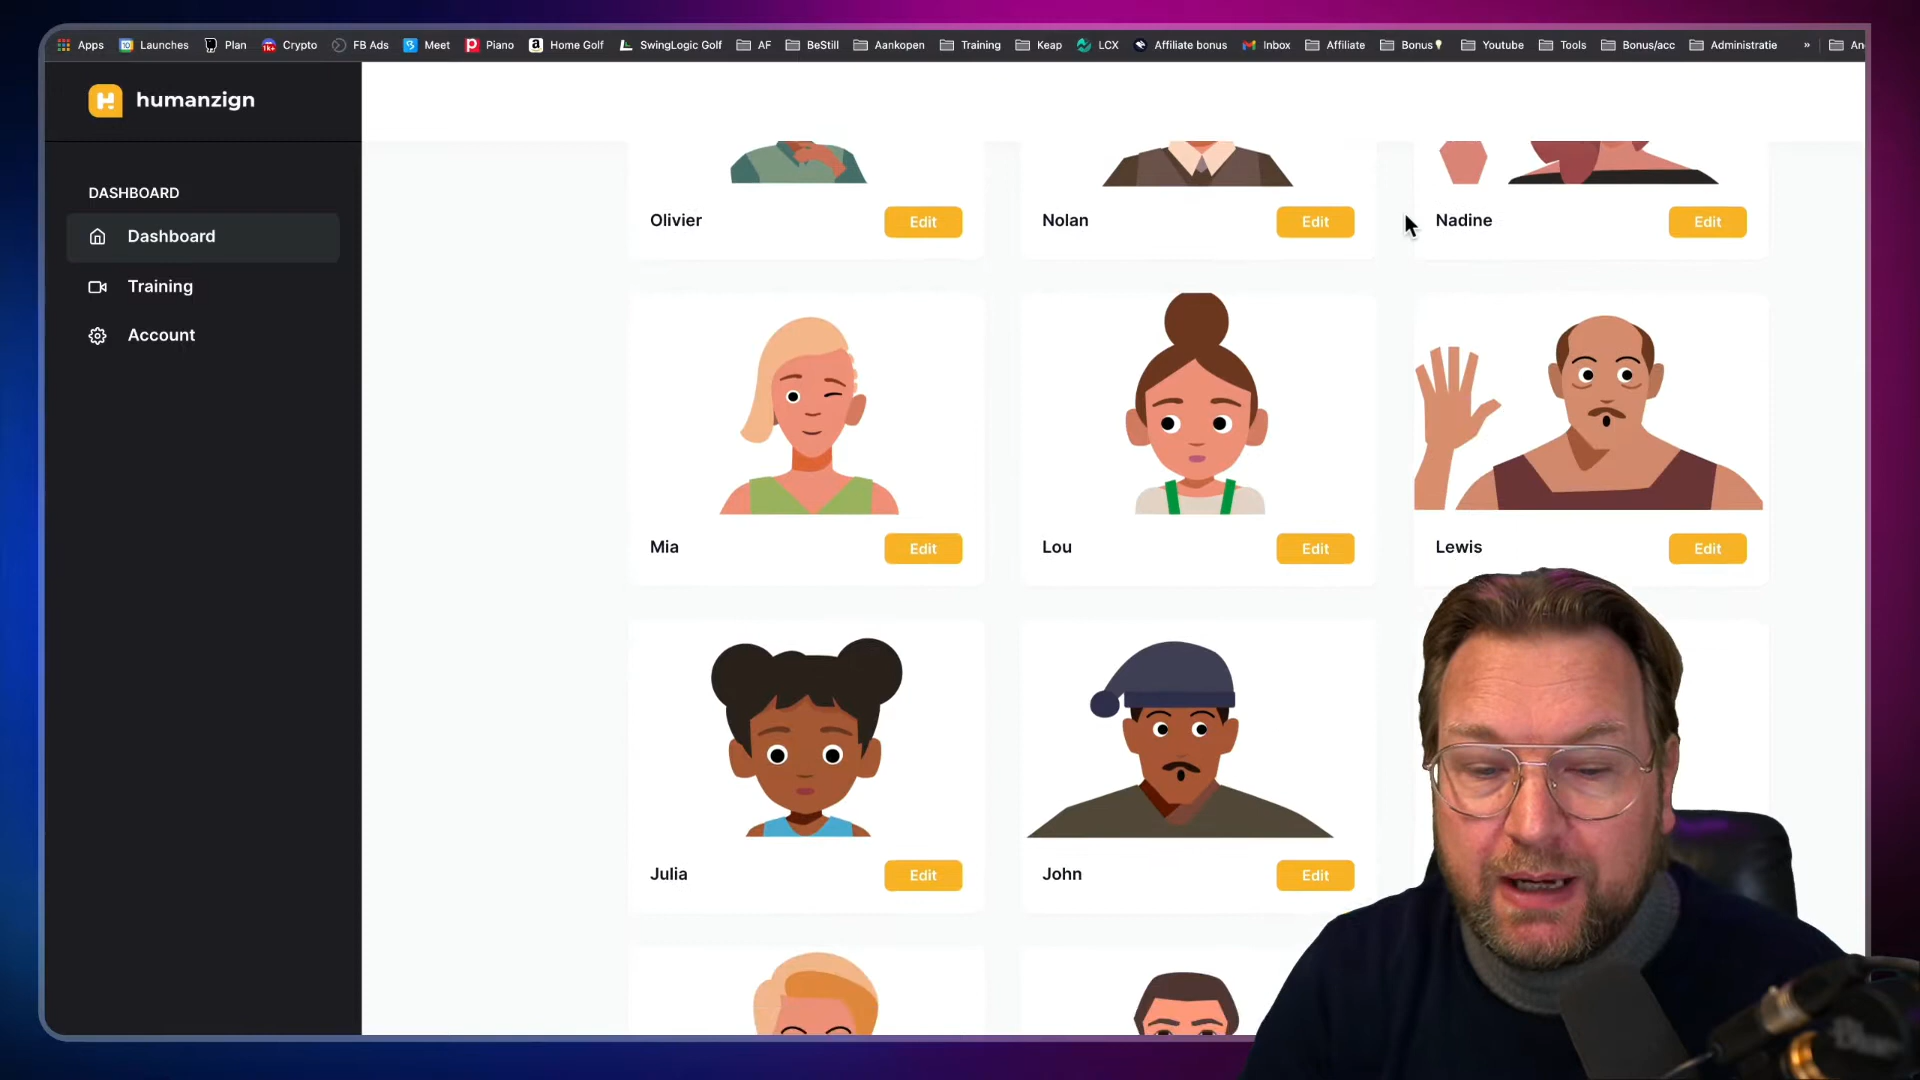 Apps Launches Plan Crypto FB Ads Meet Piano Home Golf SwingLogic Golf AF BeStill Aankopen Training Keap LCX Affiliate bonus Inbox Affiliate Bonus Youtube Tools Bonus/acc Administratie »
humanzign
DASHBOARD
Dashboard
Training
Account
Olivier Edit Nolan Edit Nadine Edit
Mia Edit Lou Edit Lewis Edit
Julia Edit John Edit